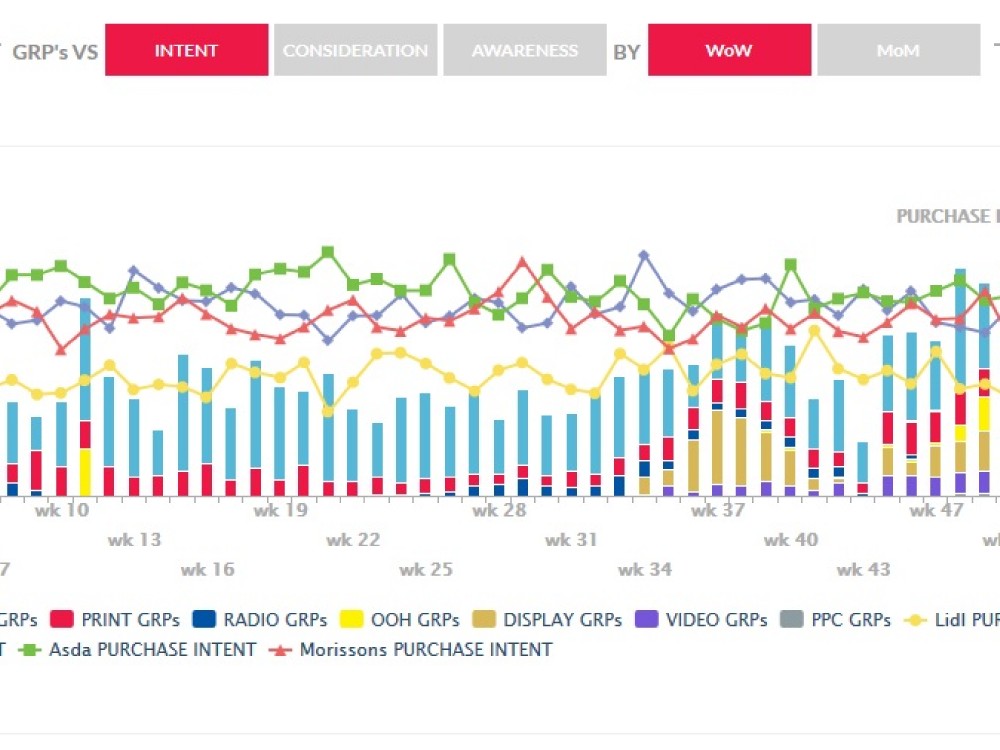 GRP's VS INTENT CONSIDERATION AWARENESS BY WoW MoM
PURCHASE
wk 10 wk 19 wk 28 wk 37 wk 47
wk 13 wk 22 wk 31 wk 40
7 wk 16 wk 25 wk 34 wk 43
GRPs PRINT GRPs RADIO GRPs OOH GRPs DISPLAY GRPs VIDEO GRPs PPC GRPs Lidl PUR
T Asda PURCHASE INTENT Morissons PURCHASE INTENT